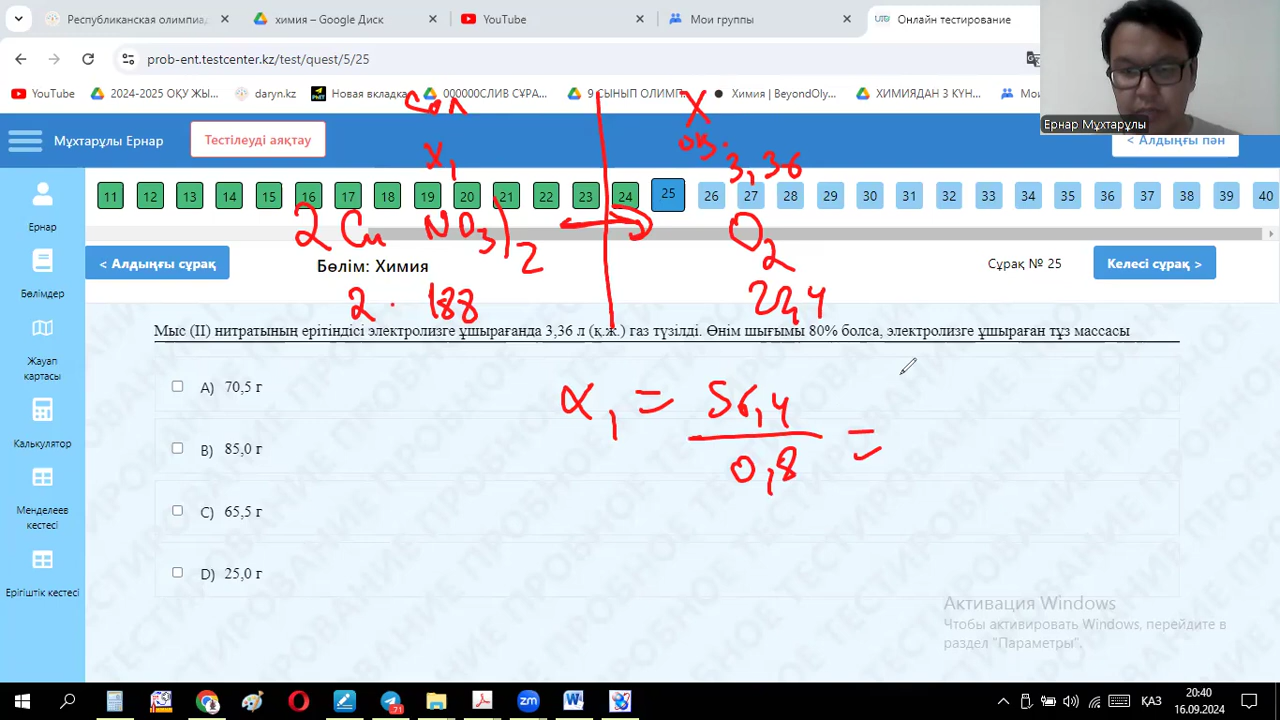 Республиканская олимпиад
химия – Google Диск
YouTube
Мои группы
Онлайн тестирование
prob-ent.testcenter.kz/test/quest/5/25
YouTube
2024-2025 ОҚУ ЖЫ...
daryn.kz
Новая вкладка
000000СЛИВ СҰРА...
9 СЫНЫП ОЛИМП...
Химия | BeyondOly...
ХИМИЯДАН 3 КҮН...
Мои
Ернар Мұхтарұлы
Мұхтарұлы Ернар
Тестілеуді аяқтау
Алдыңғы пән
x
x₁
3,36
11 12 13 14 15 16 17 18 19 20 21 22 23 24 25 26 27 28 29 30 31 32 33 34 35 36 37 38 39 40
2 Cu NO₃)₂
O₂
2 · 188
22,4
Ернар
Бөлімдер
Жауап картасы
Калькулятор
Менделеев кестесі
Ерігіштік кестесі
< Алдыңғы сұрақ
Бөлім: Химия
Сұрақ № 25
Келесі сұрақ >
Мыс (II) нитратының ерітіндісі электролизге ұшырағанда 3,36 л (қ.ж.) газ түзілді. Өнім шығымы 80% болса, электролизге ұшыраған тұз массасы
A) 70,5 г
B) 85,0 г
C) 65,5 г
D) 25,0 г
x₁ = 56,4 / 0,8 =
Активация Windows
Чтобы активировать Windows, перейдите в
раздел "Параметры".
71
ҚАЗ
20:40
16.09.2024